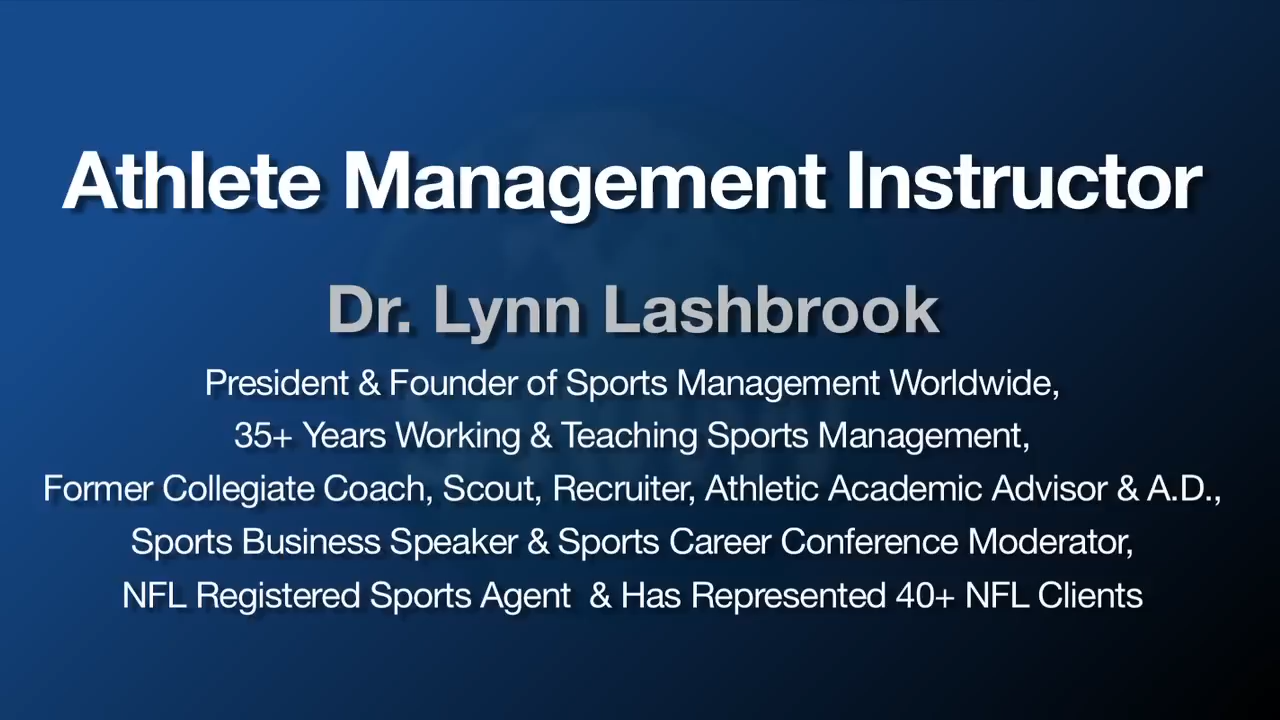 Athlete Management Instructor
Dr. Lynn Lashbrook
President & Founder of Sports Management Worldwide,
35+ Years Working & Teaching Sports Management,
Former Collegiate Coach, Scout, Recruiter, Athletic Academic Advisor & A.D.,
Sports Business Speaker & Sports Career Conference Moderator,
NFL Registered Sports Agent  & Has Represented 40+ NFL Clients